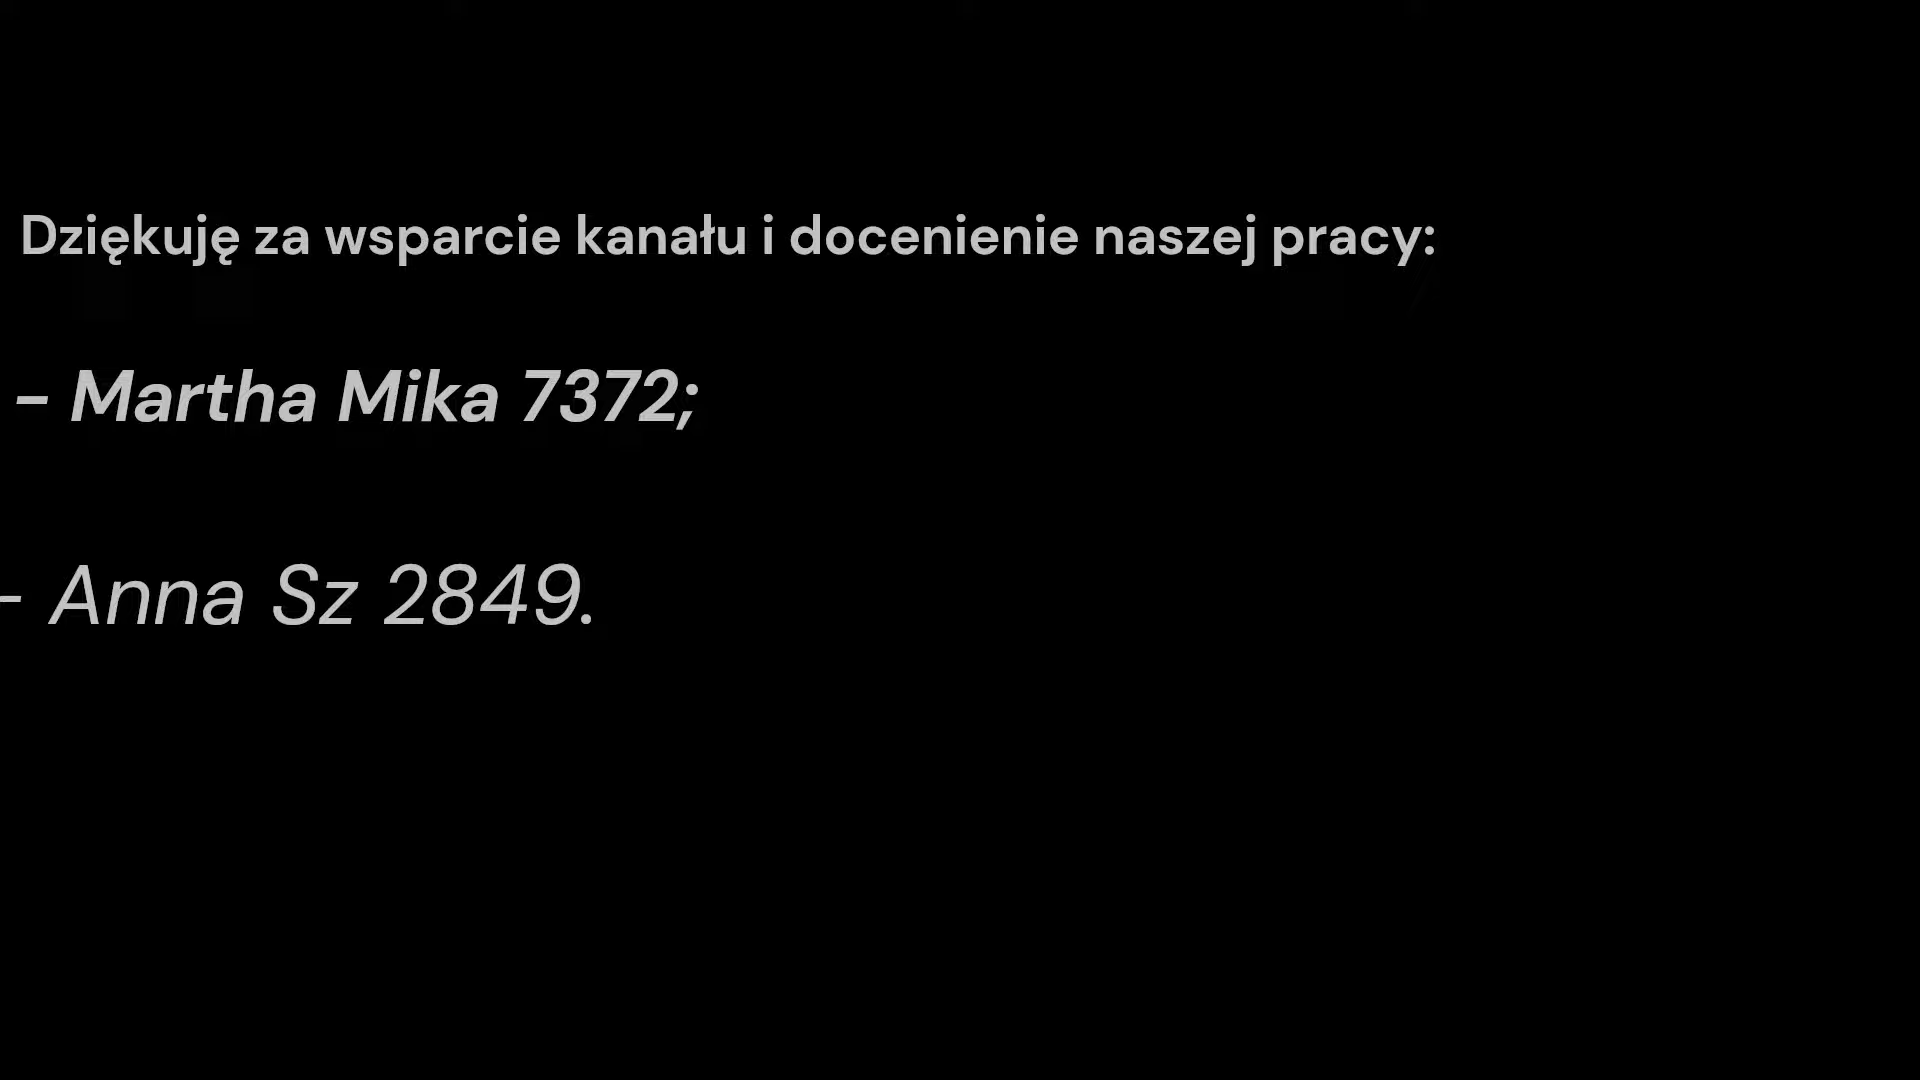 Dziękuję za wsparcie kanału i docenienie naszej pracy:
- Martha Mika 7372;
- Anna Sz 2849.